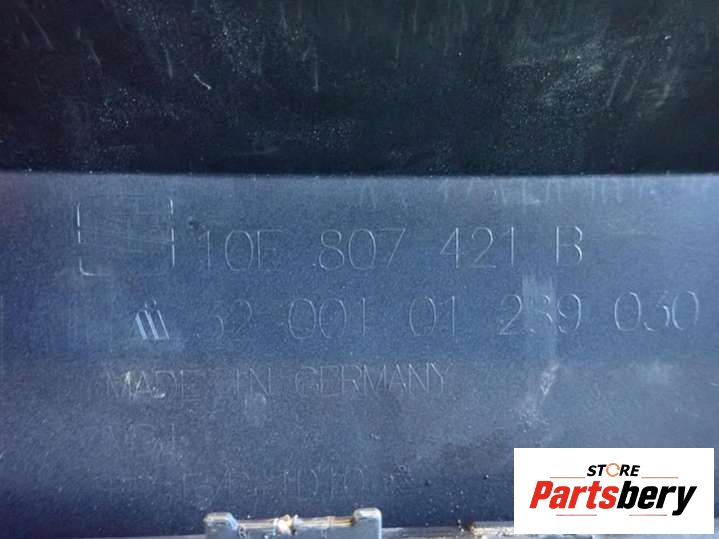 10E 807 421 B
52 001 01 239 030
MADE IN GERMANY
STORE
Partsbery